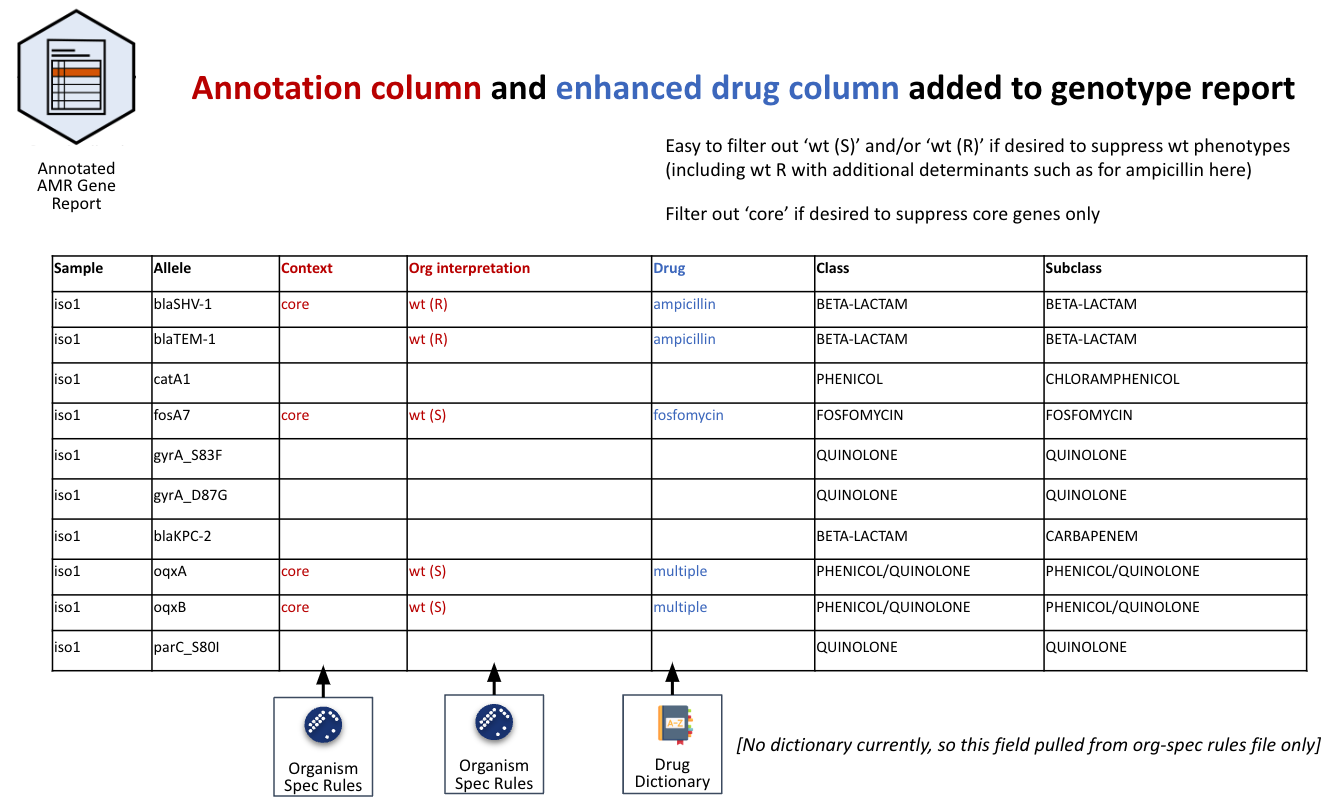 Annotation column and enhanced drug column added to genotype report
Annotated
AMR Gene
Report
Easy to filter out ‘wt (S)’ and/or ‘wt (R)’ if desired to suppress wt phenotypes
(including wt R with additional determinants such as for ampicillin here)
Filter out ‘core’ if desired to suppress core genes only
Sample Allele Context Org interpretation Drug Class Subclass
iso1 blaSHV-1 core wt (R) ampicillin BETA-LACTAM BETA-LACTAM
iso1 blaTEM-1 wt (R) ampicillin BETA-LACTAM BETA-LACTAM
iso1 catA1 PHENICOL CHLORAMPHENICOL
iso1 fosA7 core wt (S) fosfomycin FOSFOMYCIN FOSFOMYCIN
iso1 gyrA_S83F QUINOLONE QUINOLONE
iso1 gyrA_D87G QUINOLONE QUINOLONE
iso1 blaKPC-2 BETA-LACTAM CARBAPENEM
iso1 oqxA core wt (S) multiple PHENICOL/QUINOLONE PHENICOL/QUINOLONE
iso1 oqxB core wt (S) multiple PHENICOL/QUINOLONE PHENICOL/QUINOLONE
iso1 parC_S80I QUINOLONE QUINOLONE
Organism
Spec Rules
Organism
Spec Rules
A-Z
Drug
Dictionary
[No dictionary currently, so this field pulled from org-spec rules file only]